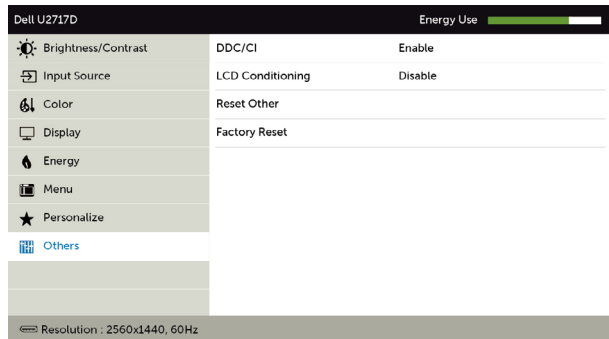 Dell U2717D Energy Use
Brightness/Contrast
Input Source
Color
Display
Energy
Menu
Personalize
Others
DDC/CI Enable
LCD Conditioning Disable
Reset Other
Factory Reset
Resolution : 2560x1440, 60Hz